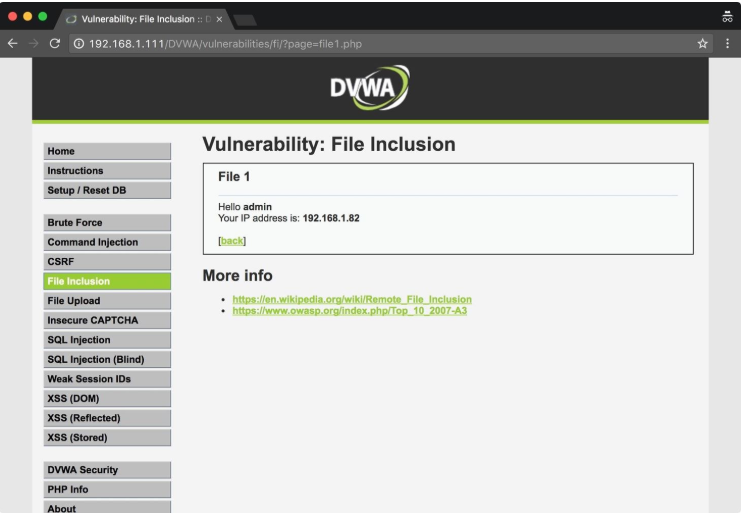 Vulnerability: File Inclusion :: D
192.168.1.111/DVWA/vulnerabilities/fi/?page=file1.php
DVWA
Home
Instructions
Setup / Reset DB
Brute Force
Command Injection
CSRF
File Inclusion
File Upload
Insecure CAPTCHA
SQL Injection
SQL Injection (Blind)
Weak Session IDs
XSS (DOM)
XSS (Reflected)
XSS (Stored)
DVWA Security
PHP Info
About
Vulnerability: File Inclusion
File 1
Hello admin
Your IP address is: 192.168.1.82
[back]
More info
https://en.wikipedia.org/wiki/Remote_File_Inclusion
https://www.owasp.org/index.php/Top_10_2007-A3